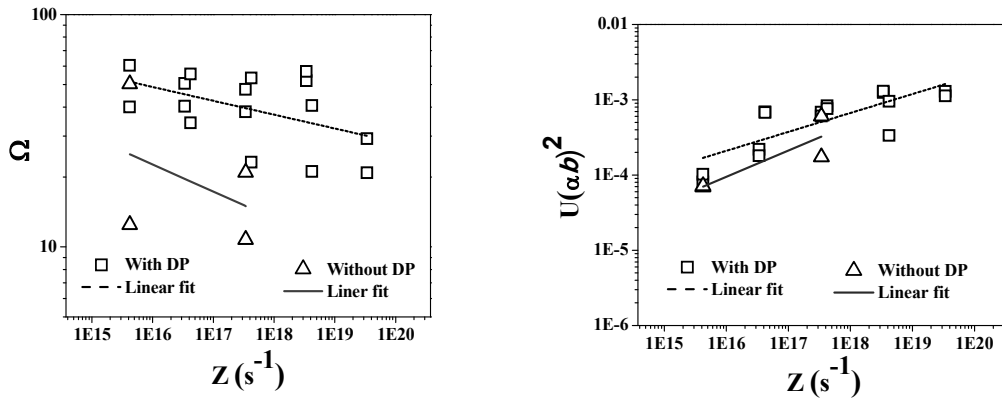 100
10
Ω
With DP
Without DP
Linear fit
Liner fit
1E15 1E16 1E17 1E18 1E19 1E20
Z (s⁻¹)
0.01
1E-3
1E-4
1E-5
1E-6
U(αb)²
With DP
Without DP
Linear fit
Linear fit
1E15 1E16 1E17 1E18 1E19 1E20
Z (s⁻¹)